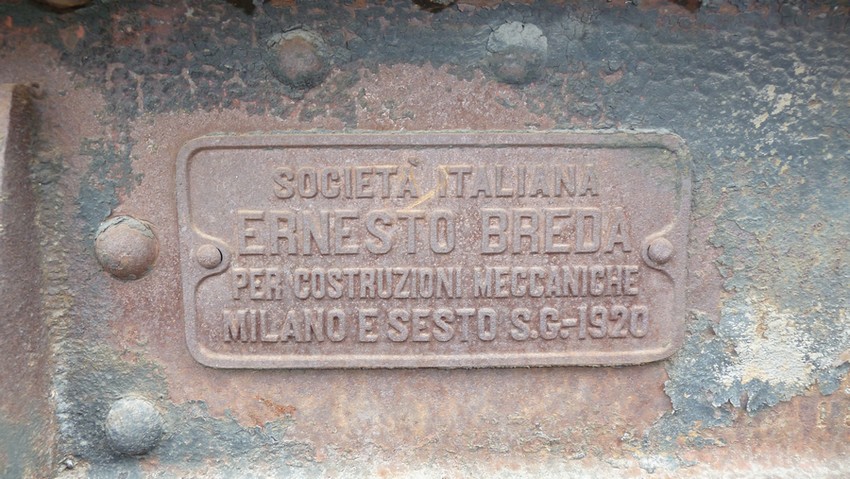 SOCIETÀ ITALIANA
ERNESTO BREDA
PER COSTRUZIONI MECCANICHE
MILANO E SESTO S.G.-1920